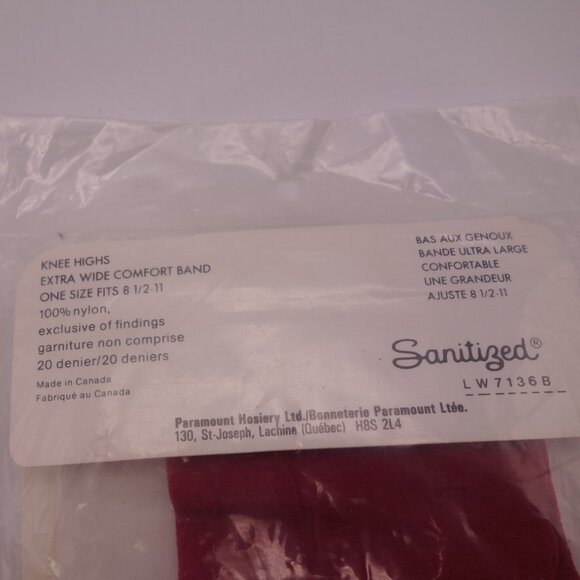 KNEE HIGHS
EXTRA WIDE COMFORT BAND
ONE SIZE FITS 8 1/2-11
100% nylon,
exclusive of findings
garniture non comprise
20 denier/20 deniers
Made in Canada
Fabriqué au Canada
BAS AUX GENOUX
BANDE ULTRA LARGE
CONFORTABLE
UNE GRANDEUR
AJUSTE 8 1/2-11
Sanitized®
LW7136B
Paramount Hosiery Ltd./Bonneterie Paramount Ltée.
130, St-Joseph, Lachine (Québec) H8S 2L4